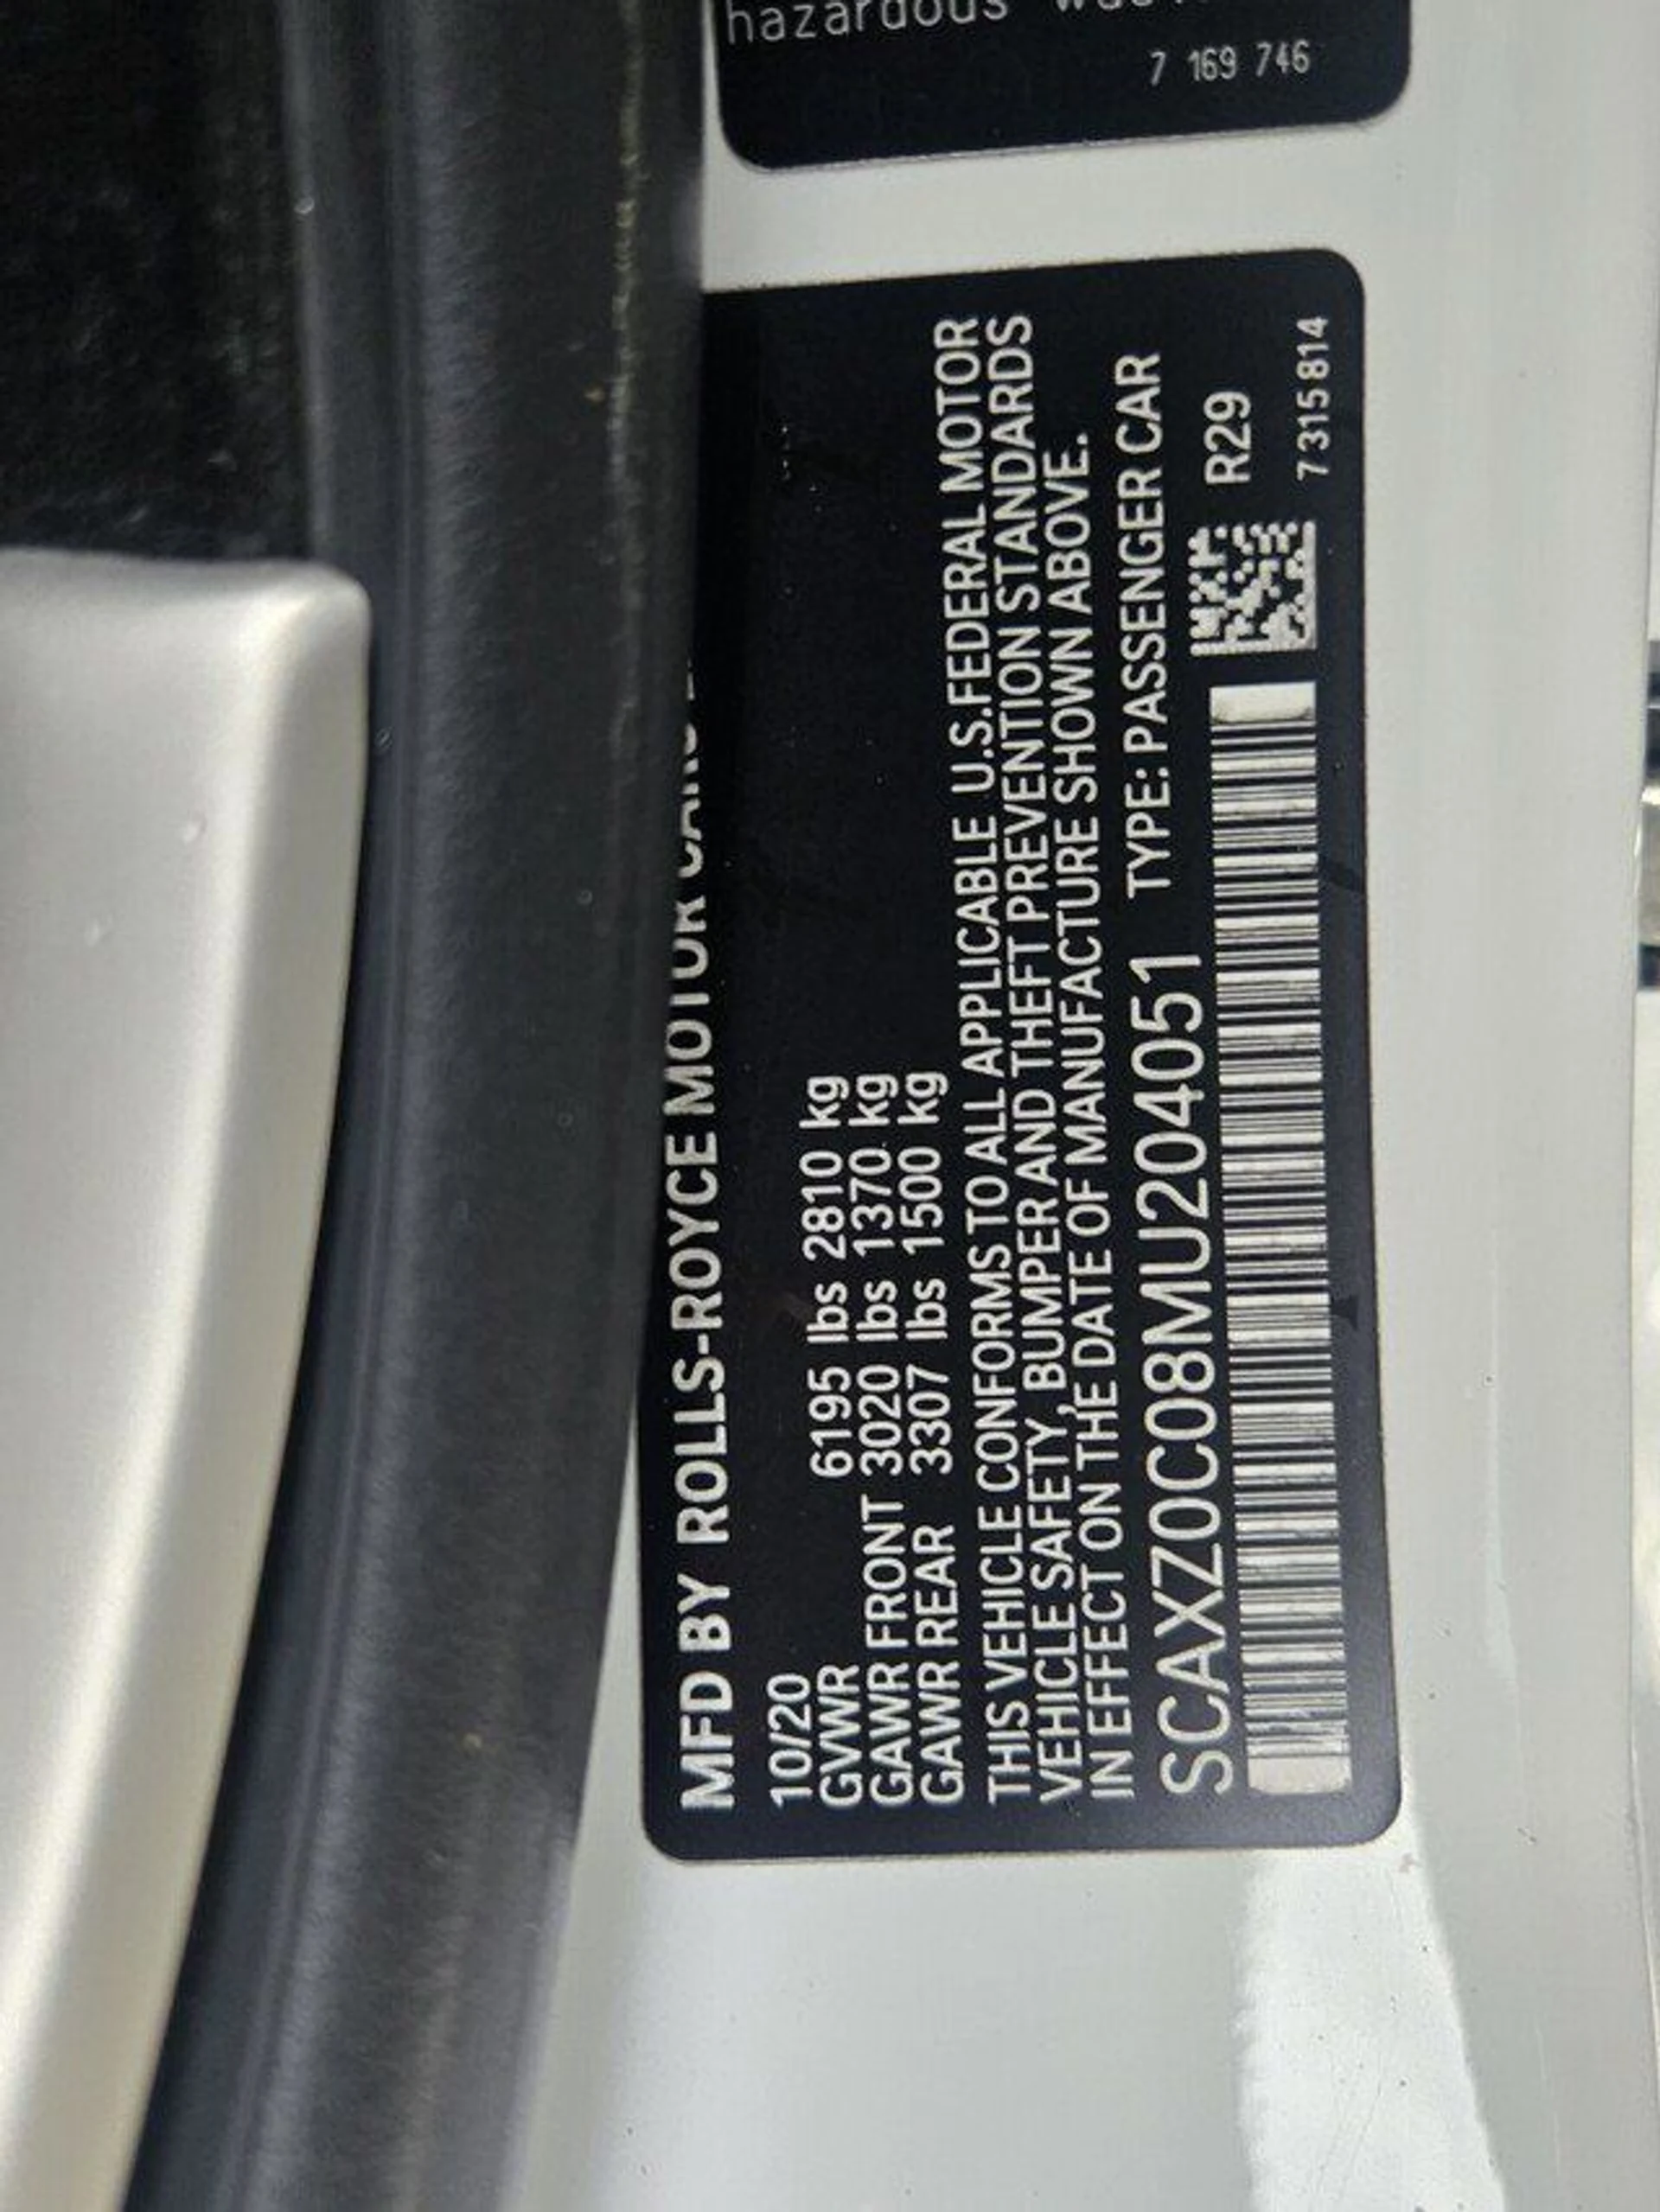 hazardous
7 169 746
MFD BY ROLLS-ROYCE MOTOR CARS
10/20
GVWR 6195 lbs 2810 kg
GAWR FRONT 3020 lbs 1370 kg
GAWR REAR 3307 lbs 1500 kg
THIS VEHICLE CONFORMS TO ALL APPLICABLE U.S.FEDERAL MOTOR
VEHICLE SAFETY, BUMPER AND THEFT PREVENTION STANDARDS
IN EFFECT ON THE DATE OF MANUFACTURE SHOWN ABOVE.
SCAXZ0C08MU204051 TYPE: PASSENGER CAR
R29
7315814